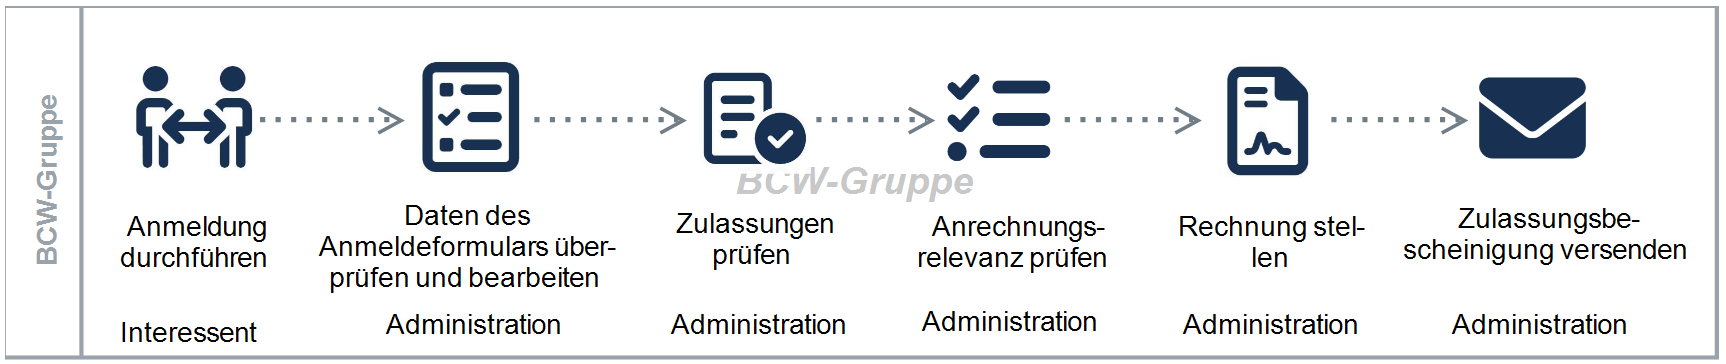 BCW-Gruppe
BCW-Gruppe
Anmeldung
durchführen
Interessent
Daten des
Anmeldeformulars über-
prüfen und bearbeiten
Administration
Zulassungen
prüfen
Administration
Anrechnungs-
relevanz prüfen
Administration
Rechnung stel-
len
Administration
Zulassungsbe-
scheinigung versenden
Administration